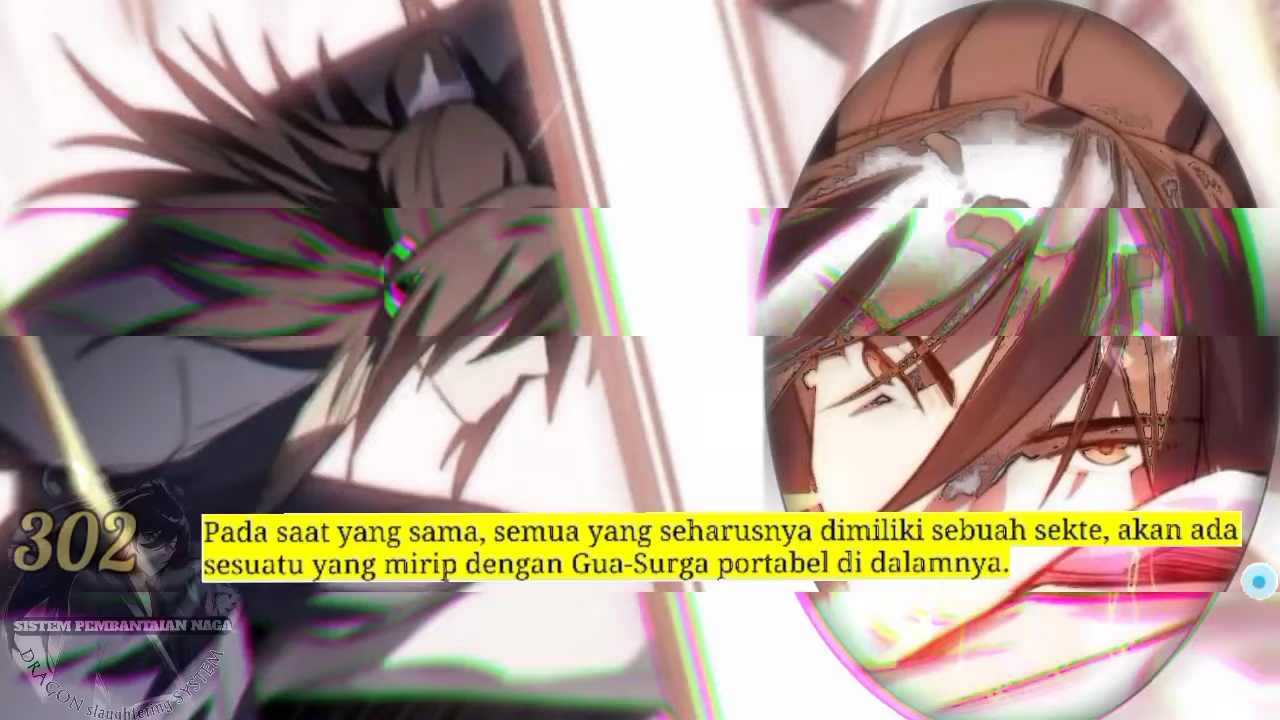 302
Pada saat yang sama, semua yang seharusnya dimiliki sebuah sekte, akan ada
sesuatu yang mirip dengan Gua-Surga portabel di dalamnya.
SISTEM PEMBANTAIAN NAGA
DRAGON slaughtering SYSTEM